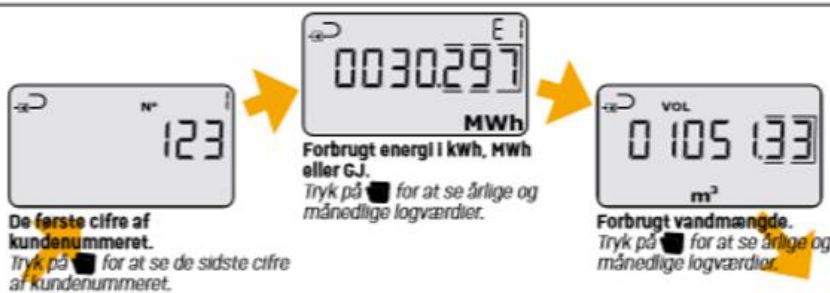 N° 1
123
De første cifre af
kundenummeret.
Tryk på for at se de sidste cifre
af kundenummeret.
E1
0030.297
MWh
Forbrugt energi i kWh, MWh
eller GJ.
Tryk på for at se årlige og
månedlige logværdier.
VOL
01051.33
m³
Forbrugt vandmængde.
Tryk på for at se årlige og
månedlige logværdier.